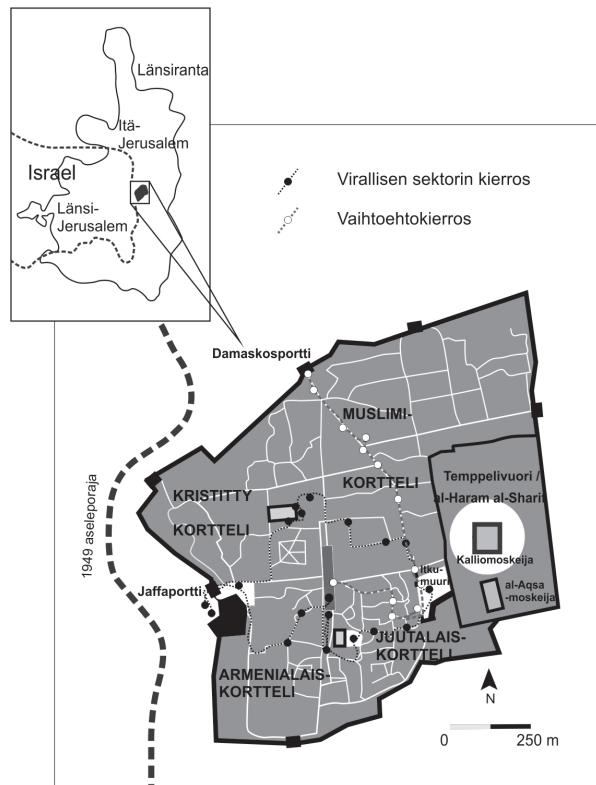 Länsiranta
Itä-
Jerusalem
Israel
Länsi-
Jerusalem
Virallisen sektorin kierros
Vaihtoehtokierros
Damaskosportti
1949 aseleporaja
MUSLIMI-
KORTTELI
KRISTITTY
KORTTELI
Temppelivuori /
al-Haram al-Sharif
Kalliomoskeija
al-Aqsa
-moskeija
Itku-
muuri
Jaffaportti
JUUTALAIS-
KORTTELI
ARMENIALAIS-
KORTTELI
N
0 250 m